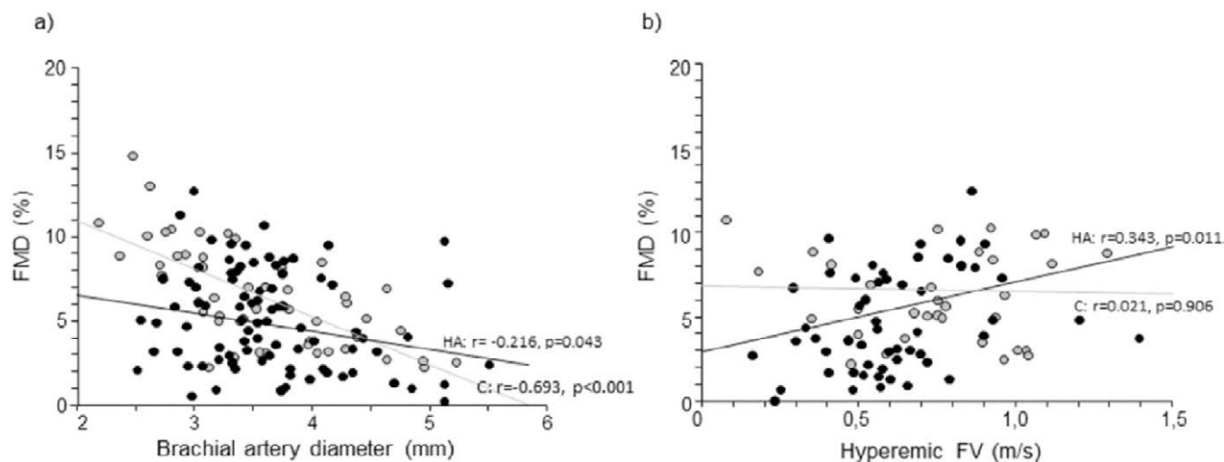 a)
20
15
10
5
0
FMD (%)
HA: r= -0.216, p=0.043
C: r=-0.693, p<0.001
2
3
4
5
6
Brachial artery diameter (mm)
b)
20
15
10
5
0
FMD (%)
HA: r=0.343, p=0.011
C: r=0.021, p=0.906
0
0,5
1,0
1,5
Hyperemic FV (m/s)